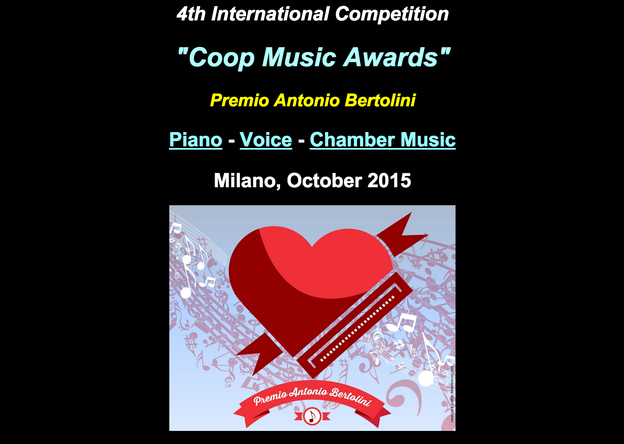 4th International Competition
"Coop Music Awards"
Premio Antonio Bertolini
Piano - Voice - Chamber Music
Milano, October 2015
Premio Antonio Bertolini